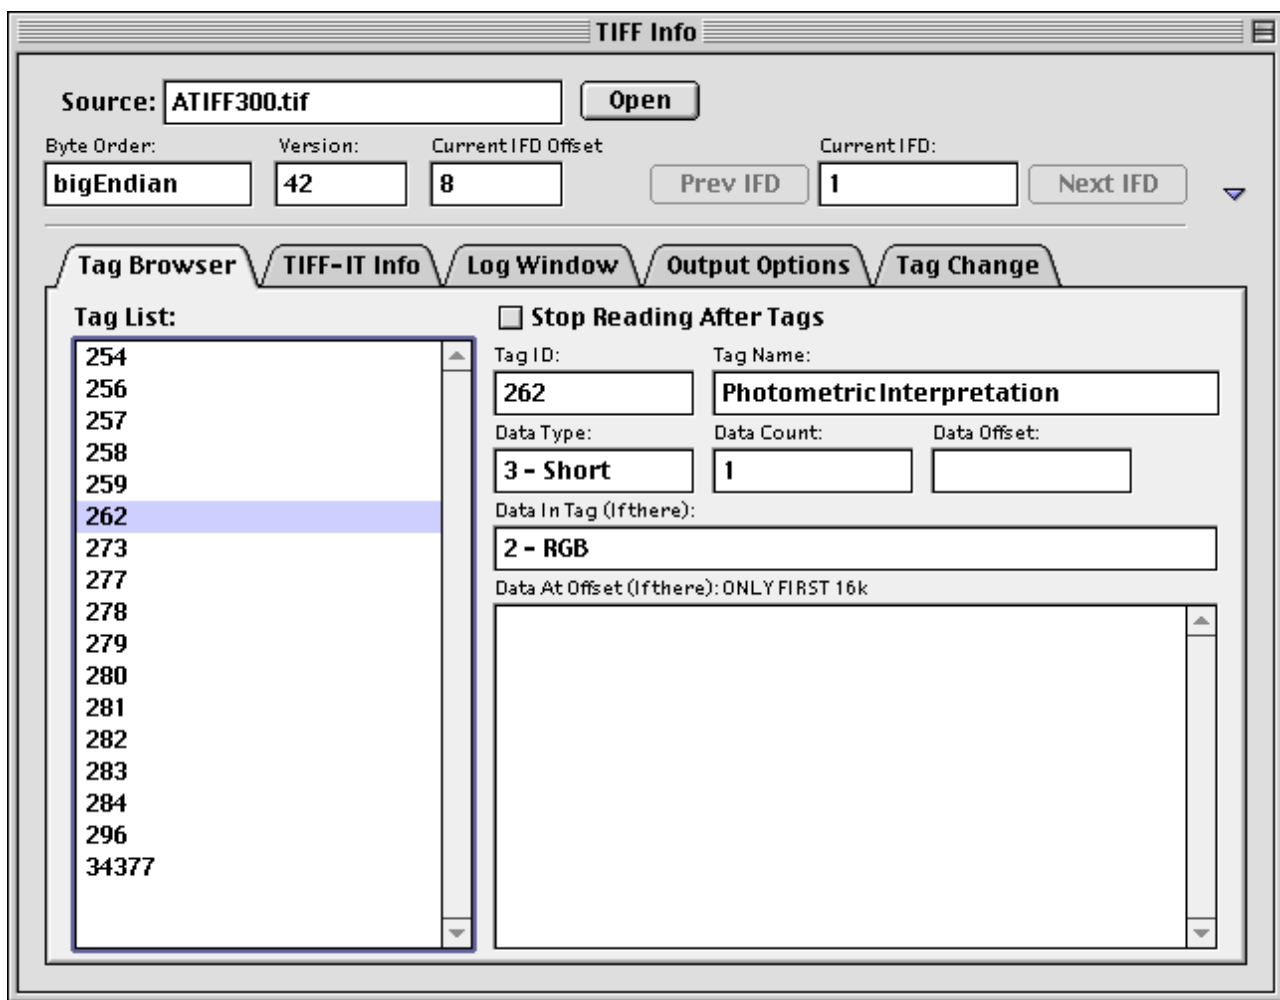 TIFF Info
Source: ATIFF300.tif Open
Byte Order: Version: Current IFD Offset Current IFD:
bigEndian 42 8 Prev IFD 1 Next IFD
Tag Browser TIFF-IT Info Log Window Output Options Tag Change
Tag List:
254
256
257
258
259
262
273
277
278
279
280
281
282
283
284
296
34377
Stop Reading After Tags
Tag ID: Tag Name:
262 PhotometricInterpretation
Data Type: Data Count: Data Offset:
3 - Short 1
Data In Tag (If there):
2 - RGB
Data At Offset (If there): ONLY FIRST 16k